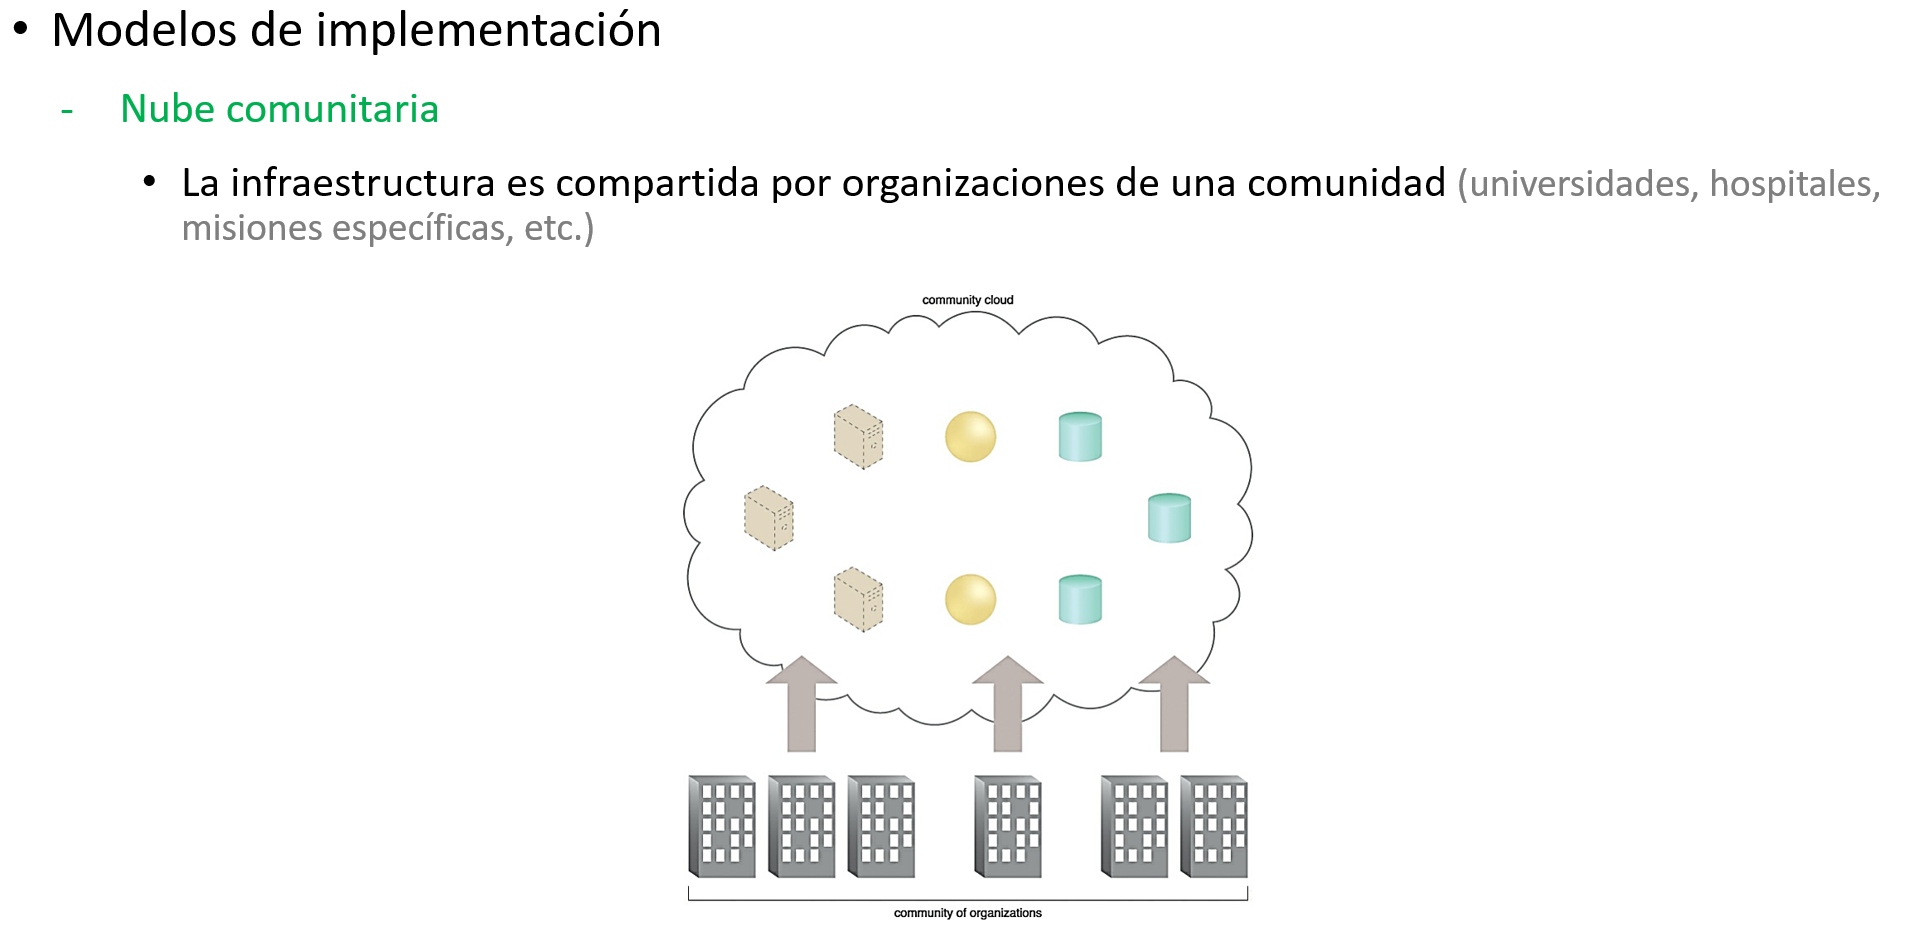 • Modelos de implementación
- Nube comunitaria
• La infraestructura es compartida por organizaciones de una comunidad (universidades, hospitales,
misiones específicas, etc.)
community cloud
community of organizations